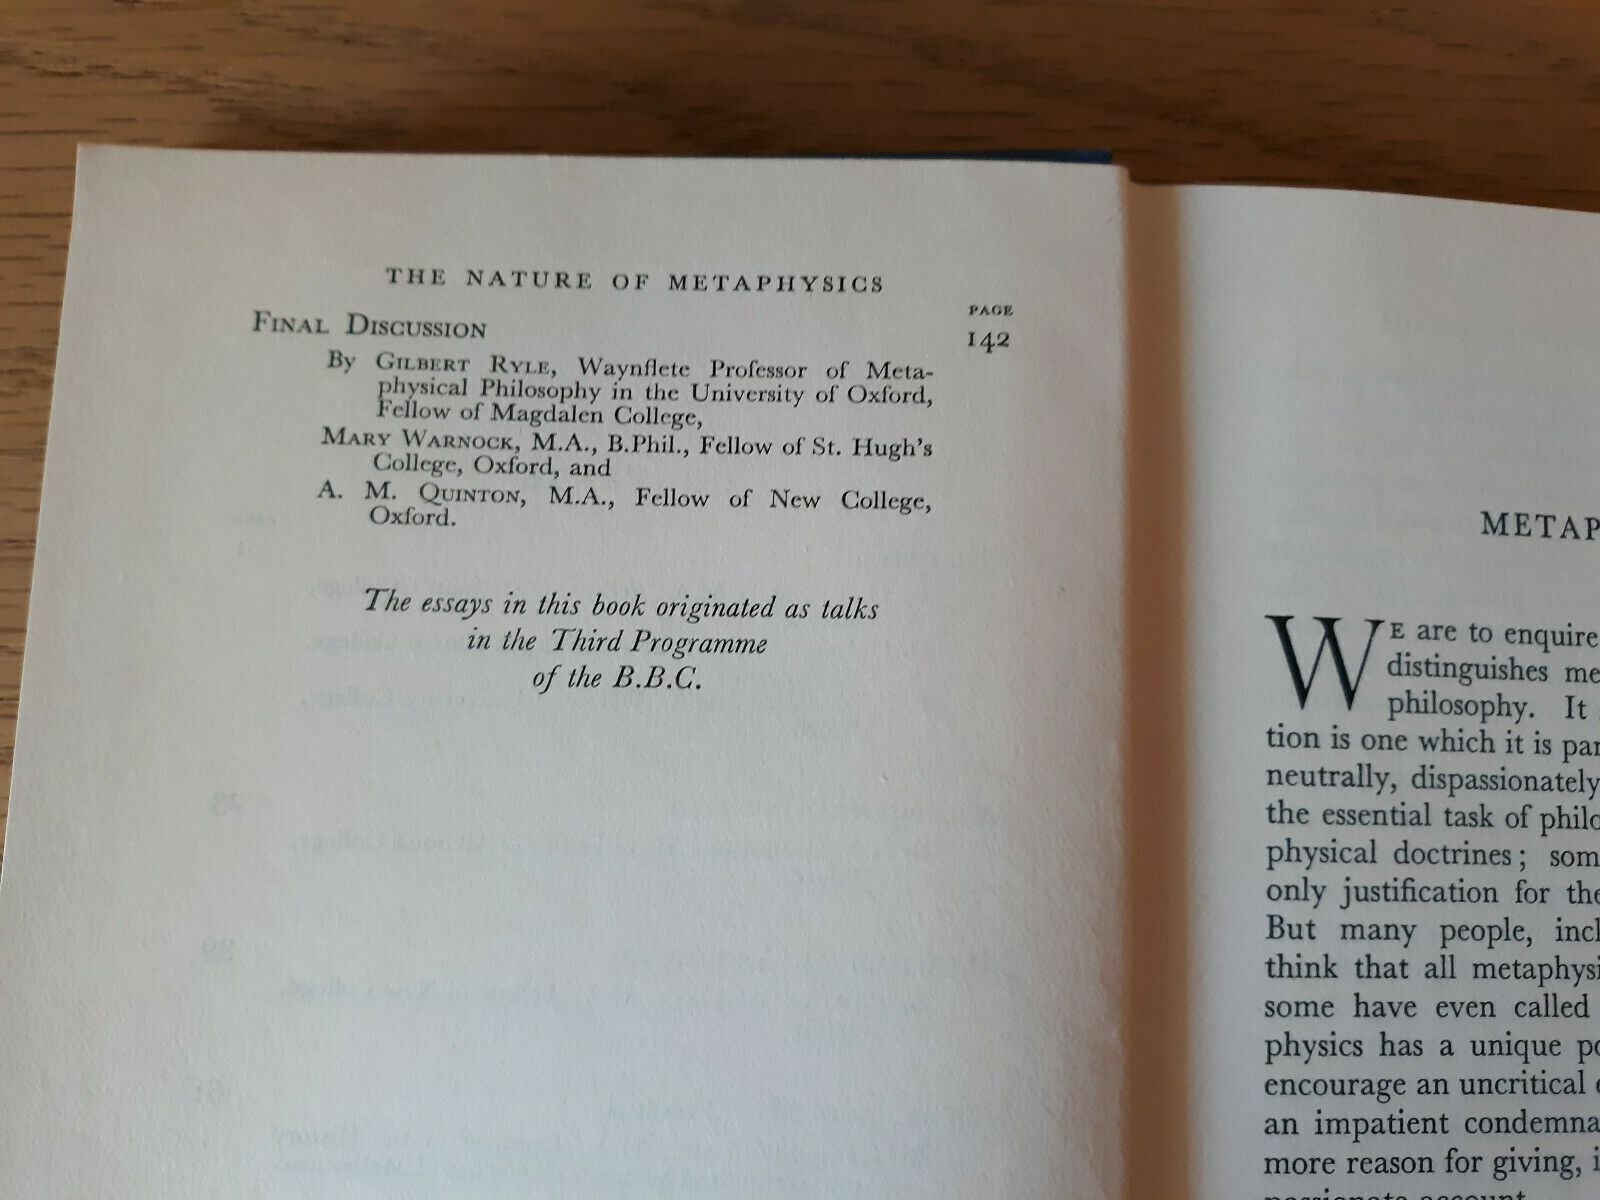 THE NATURE OF METAPHYSICS
PAGE
FINAL DISCUSSION 142
By GILBERT RYLE, Waynflete Professor of Meta-
physical Philosophy in the University of Oxford,
Fellow of Magdalen College,
MARY WARNOCK, M.A., B.Phil., Fellow of St. Hugh's
College, Oxford, and
A. M. QUINTON, M.A., Fellow of New College,
Oxford.
The essays in this book originated as talks
in the Third Programme
of the B.B.C.
METAP
WE are to enquire
distinguishes me
philosophy. It
tion is one which it is par
neutrally, dispassionately
the essential task of philo
physical doctrines; som
only justification for the
But many people, incl
think that all metaphysi
some have even called
physics has a unique po
encourage an uncritical
an impatient condemna
more reason for giving, i